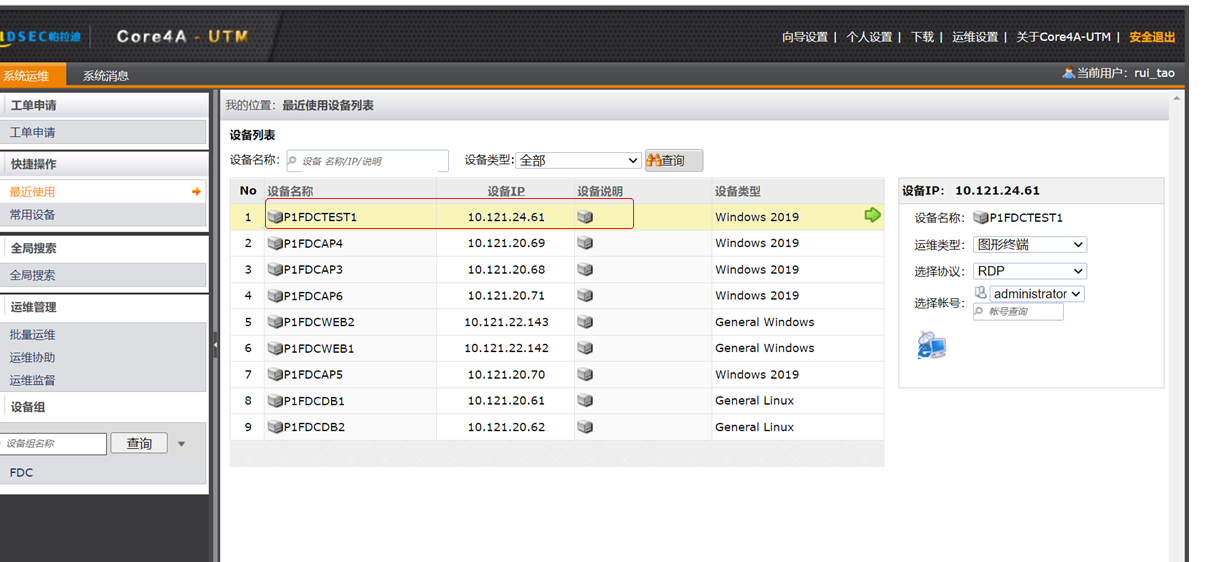 DSEC帕拉迪 Core4A - UTM
向导设置 | 个人设置 | 下载 | 运维设置 | 关于Core4A-UTM | 安全退出
系统运维 系统消息 当前用户: rui_tao
工单申请
工单申请
快捷操作
最近使用
常用设备
全局搜索
全局搜索
运维管理
批量运维
运维协助
运维监督
设备组
设备组名称 查询
FDC
我的位置: 最近使用设备列表
设备列表
设备名称: 设备 名称/IP/说明 设备类型: 全部 查询
No 设备名称 设备IP 设备说明 设备类型
1 P1FDCTEST1 10.121.24.61 Windows 2019
2 P1FDCAP4 10.121.20.69 Windows 2019
3 P1FDCAP3 10.121.20.68 Windows 2019
4 P1FDCAP6 10.121.20.71 Windows 2019
5 P1FDCWEB2 10.121.22.143 General Windows
6 P1FDCWEB1 10.121.22.142 General Windows
7 P1FDCAP5 10.121.20.70 Windows 2019
8 P1FDCDB1 10.121.20.61 General Linux
9 P1FDCDB2 10.121.20.62 General Linux
设备IP: 10.121.24.61
设备名称: P1FDCTEST1
运维类型: 图形终端
选择协议: RDP
选择帐号: administrator
帐号查询